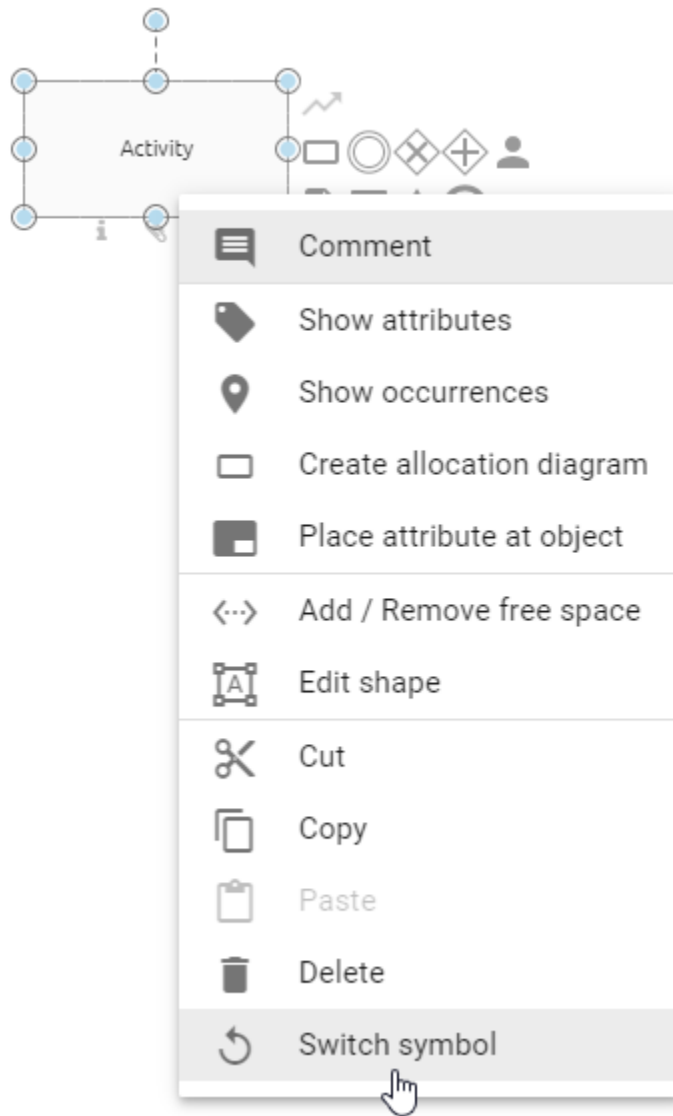 Activity
Comment
Show attributes
Show occurrences
Create allocation diagram
Place attribute at object
Add / Remove free space
Edit shape
Cut
Copy
Paste
Delete
Switch symbol